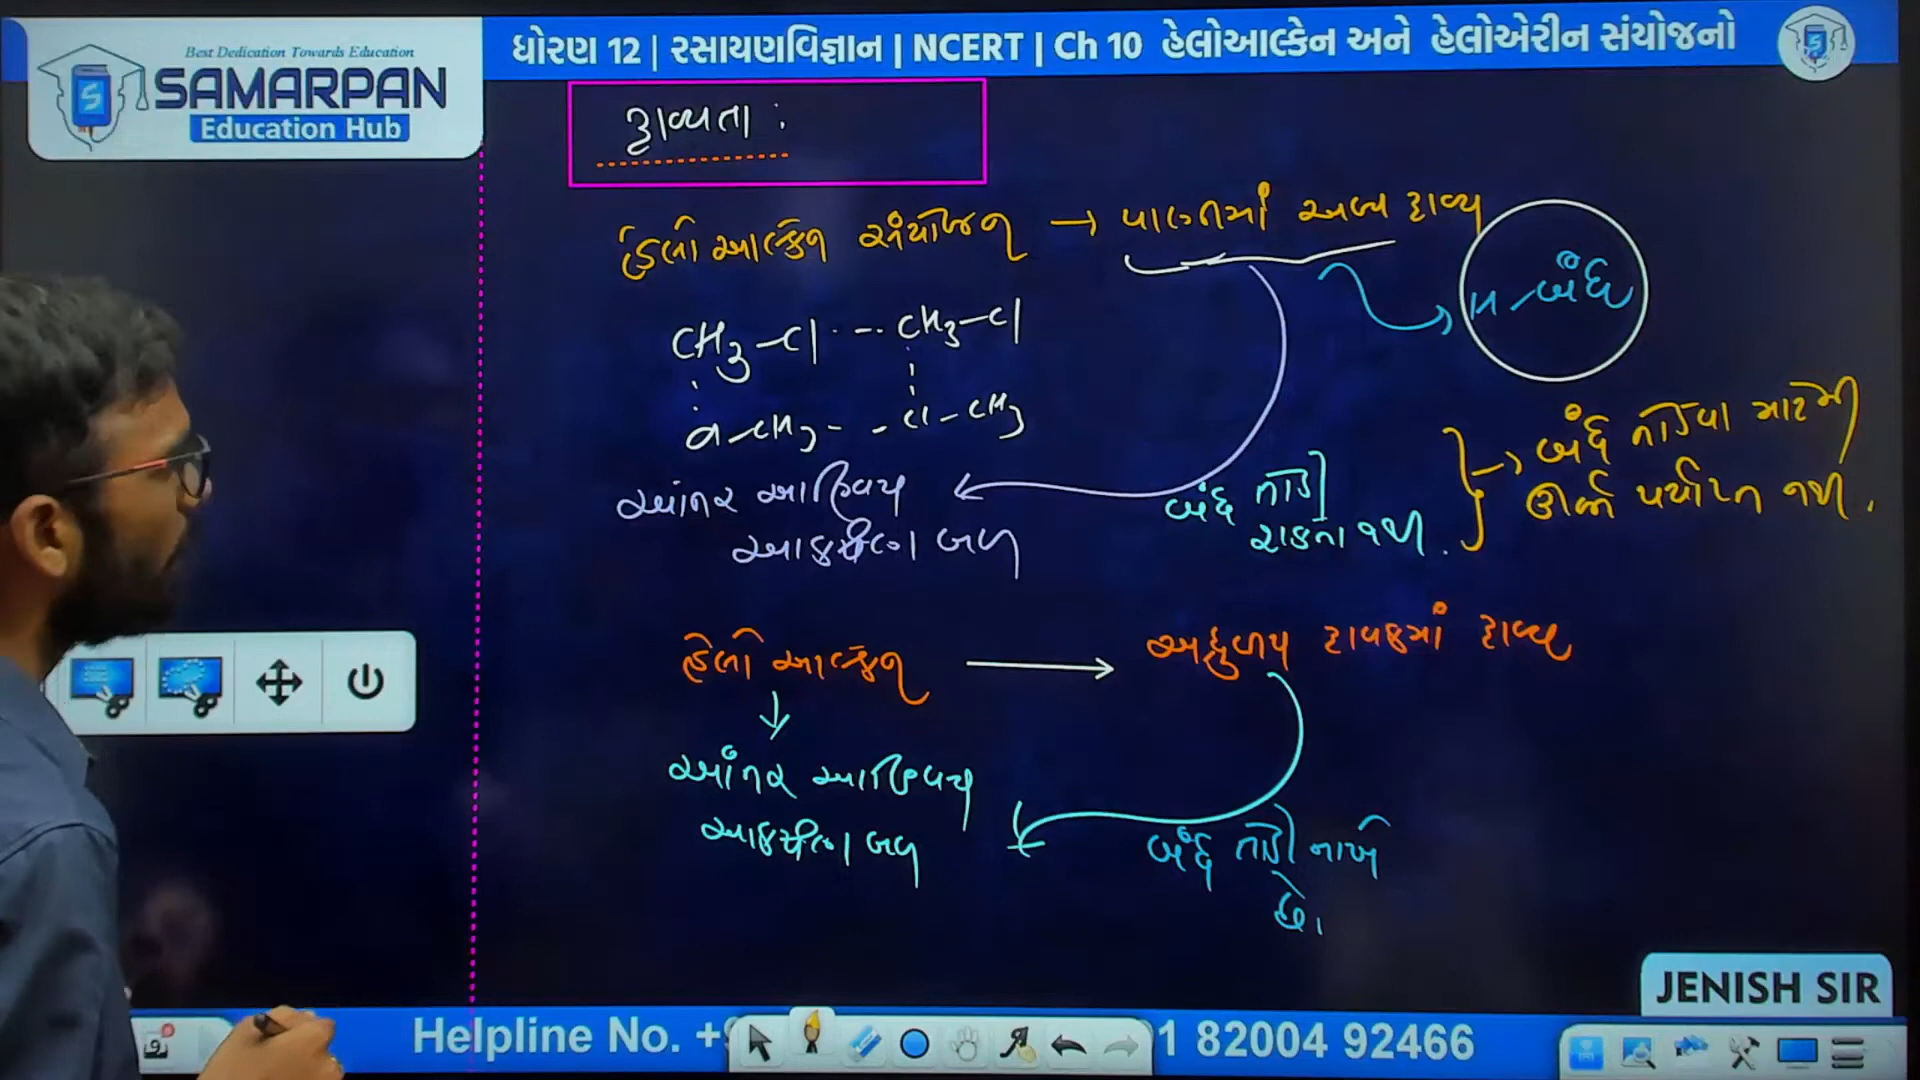 Best Dedication Towards Education
SAMARPAN
Education Hub
ધોરણ 12 | રસાયણવિજ્ઞાન | NCERT | Ch 10 હેલોઆલ્કેન અને હેલોએરીન સંયોજનો
દ્રાવ્યતા :
હેલો આલ્કેન સંયોજન → પાણીમાં અલ્પ દ્રાવ્ય
H - બંધ
CH3-Cl --- CH3-Cl
Cl-CH3- - Cl-CH3
આંતર આણ્વિય
આકર્ષણ બળ
બંધ તોડી
શકતા નથી.
→ બંધ તોડવા માટેની
ઊર્જા પર્યાપ્ત નથી.
હેલો આલ્કેન → અધ્રુવીય દ્રાવકમાં દ્રાવ્ય
આંતર આણ્વિય
આકર્ષણ બળ
બંધ તોડી નાખે
છે.
JENISH SIR
Helpline No. +9 1 82004 92466